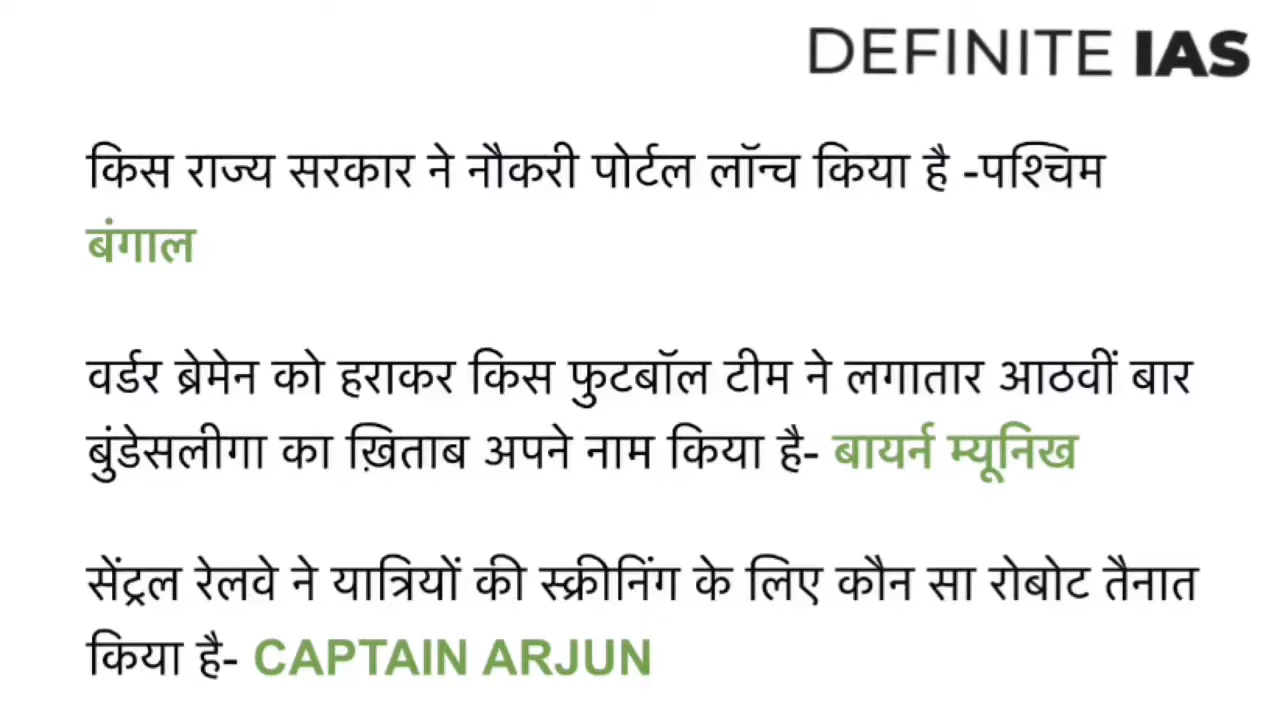 DEFINITE IAS
किस राज्य सरकार ने नौकरी पोर्टल लॉन्च किया है -पश्चिम
बंगाल
वर्डर ब्रेमेन को हराकर किस फुटबॉल टीम ने लगातार आठवीं बार
बुंडेसलीगा का ख़िताब अपने नाम किया है- बायर्न म्यूनिख
सेंट्रल रेलवे ने यात्रियों की स्क्रीनिंग के लिए कौन सा रोबोट तैनात
किया है- CAPTAIN ARJUN